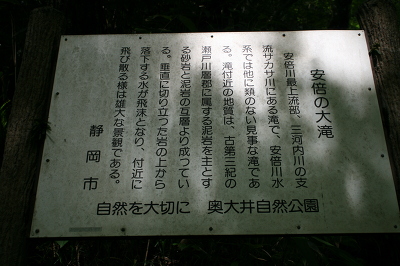 安倍の大滝
安倍川最上流部、三河内川の支
流サカサ川にある滝で、安倍川水
系では他に類のない見事な滝であ
る。滝付近の地質は、古第三紀の
瀬戸川層郡に属する泥岩を主とす
る砂岩と泥岩の互層より成ってい
る。垂直に切り立つた岩の上から
落下する水が飛沫となり、付近に
飛び散る様は雄大な景観である。
静岡市
自然を大切に 奥大井自然公園